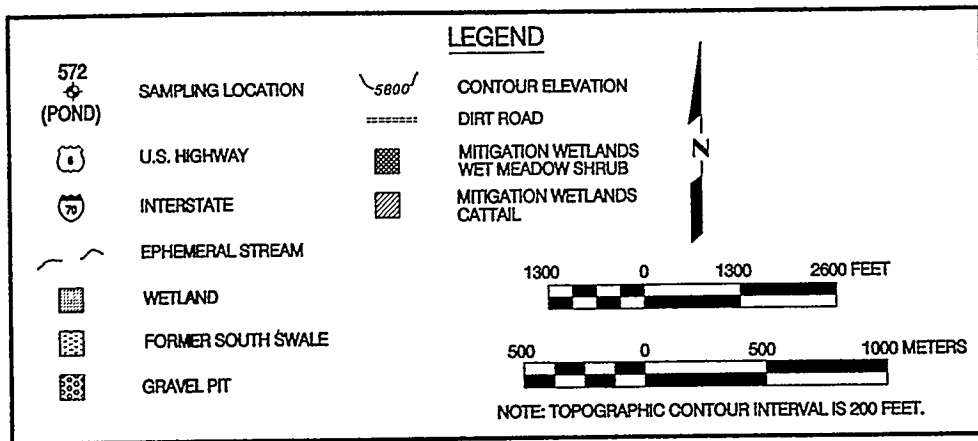 LEGEND
572
(POND)
SAMPLING LOCATION
6
U.S. HIGHWAY
70
INTERSTATE
EPHEMERAL STREAM
WETLAND
FORMER SOUTH SWALE
GRAVEL PIT
5800
CONTOUR ELEVATION
DIRT ROAD
MITIGATION WETLANDS
WET MEADOW SHRUB
MITIGATION WETLANDS
CATTAIL
N
1300 0 1300 2600 FEET
500 0 500 1000 METERS
NOTE: TOPOGRAPHIC CONTOUR INTERVAL IS 200 FEET.